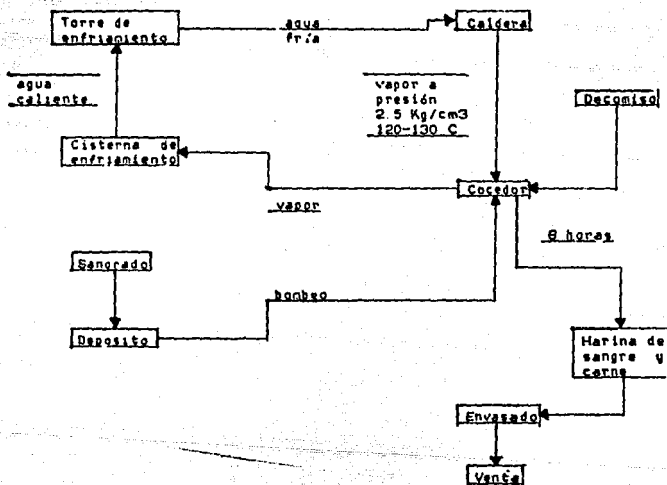 Torre de
enfriamiento
agua
fría
Caldera
agua
caliente
vapor a
presión
2.5 Kg/cm3
120-130 C
Decomiso
Cisterna de
enfriamiento
Cocedor
vapor
8 horas
Sangrado
bombeo
Deposito
Harina de
sangre y
carne
Envasado
Venta